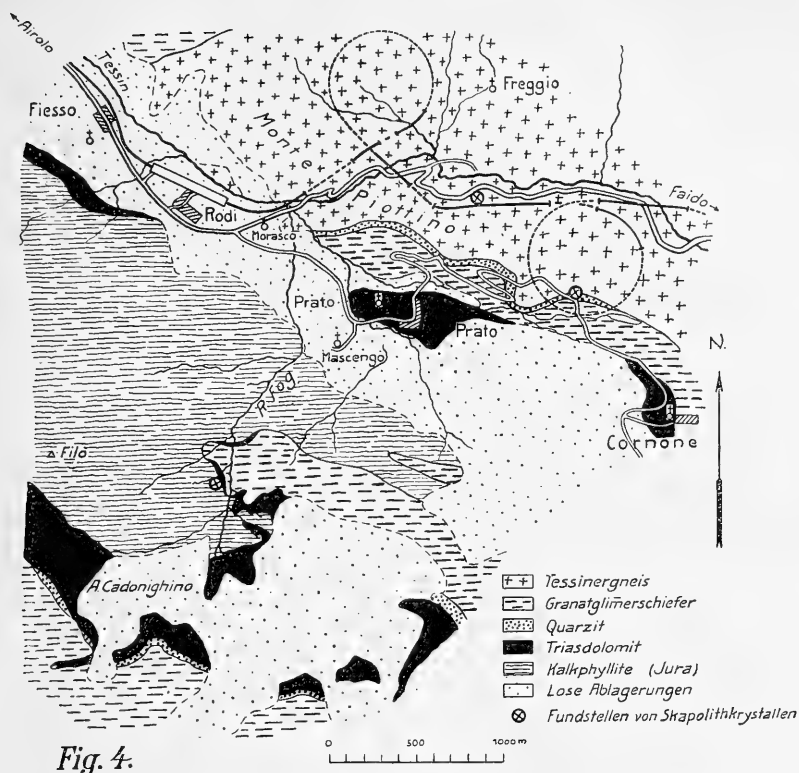 Airolo
Tessin
Fiesso
Freggio
Monte
Piottino
Faido
Rodi
Morasco
Prato
Prato
Mascengo
N.
Cornone
Filo
A. Cadonighino
Tessinergneis
Granatglimerschiefer
Quarzit
Triasdolomit
Kalkphyllite (Jura)
Lose Ablagerungen
Fundstellen von Skapolithkrystallen
0 500 1000 m
Fig. 4.